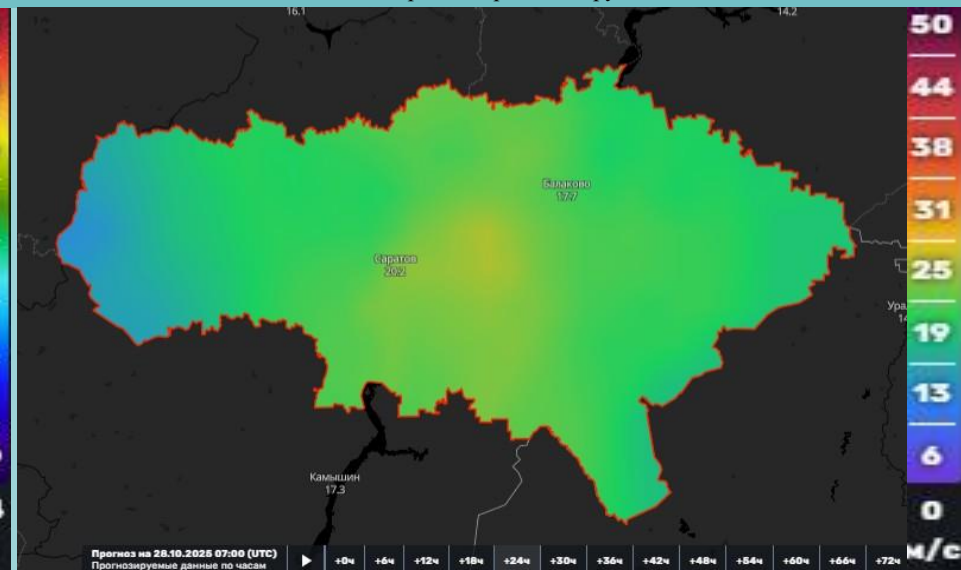 16.1
14.2
50
44
38
31
25
19
13
6
0
м/с
Балаково
17.7
Саратов
20.2
Ура
14
Камышин
17.3
Прогноз на 28.10.2025 07:00 (UTC)
Прогнозируемые данные по часам
+0ч +6ч +12ч +18ч +24ч +30ч +36ч +42ч +48ч +54ч +60ч +66ч +72ч